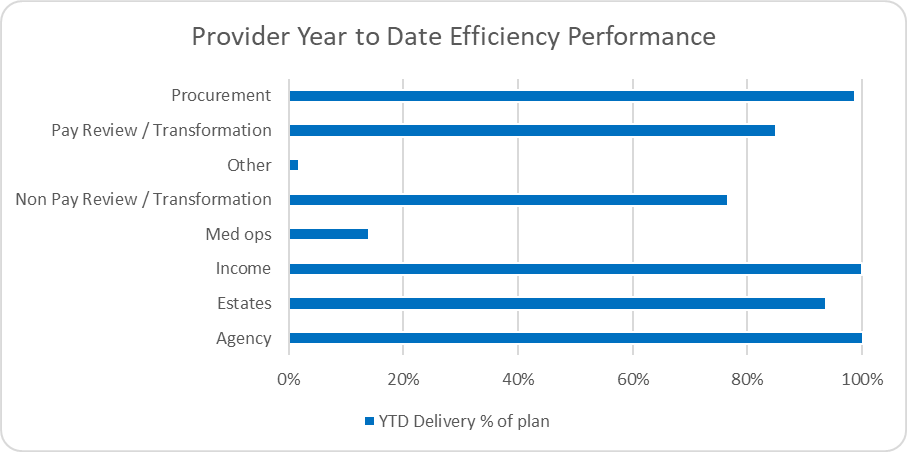 Provider Year to Date Efficiency Performance
Procurement
Pay Review / Transformation
Other
Non Pay Review / Transformation
Med ops
Income
Estates
Agency
0% 20% 40% 60% 80% 100%
YTD Delivery % of plan